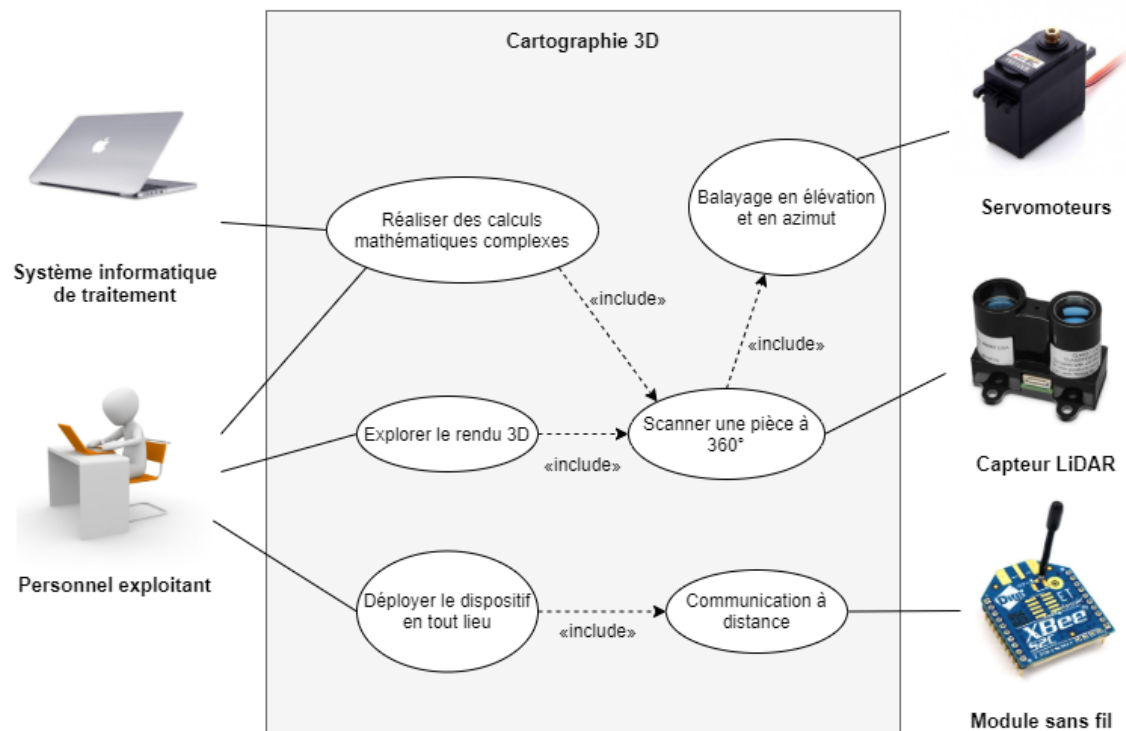 Cartographie 3D
Système informatique
de traitement
Personnel exploitant
Réaliser des calculs
mathématiques complexes
«include»
Balayage en élévation
et en azimut
«include»
Explorer le rendu 3D
«include»
Scanner une pièce à
360°
Déployer le dispositif
en tout lieu
«include»
Communication à
distance
Servomoteurs
Capteur LiDAR
Digi
XBee
S2C
Module sans fil